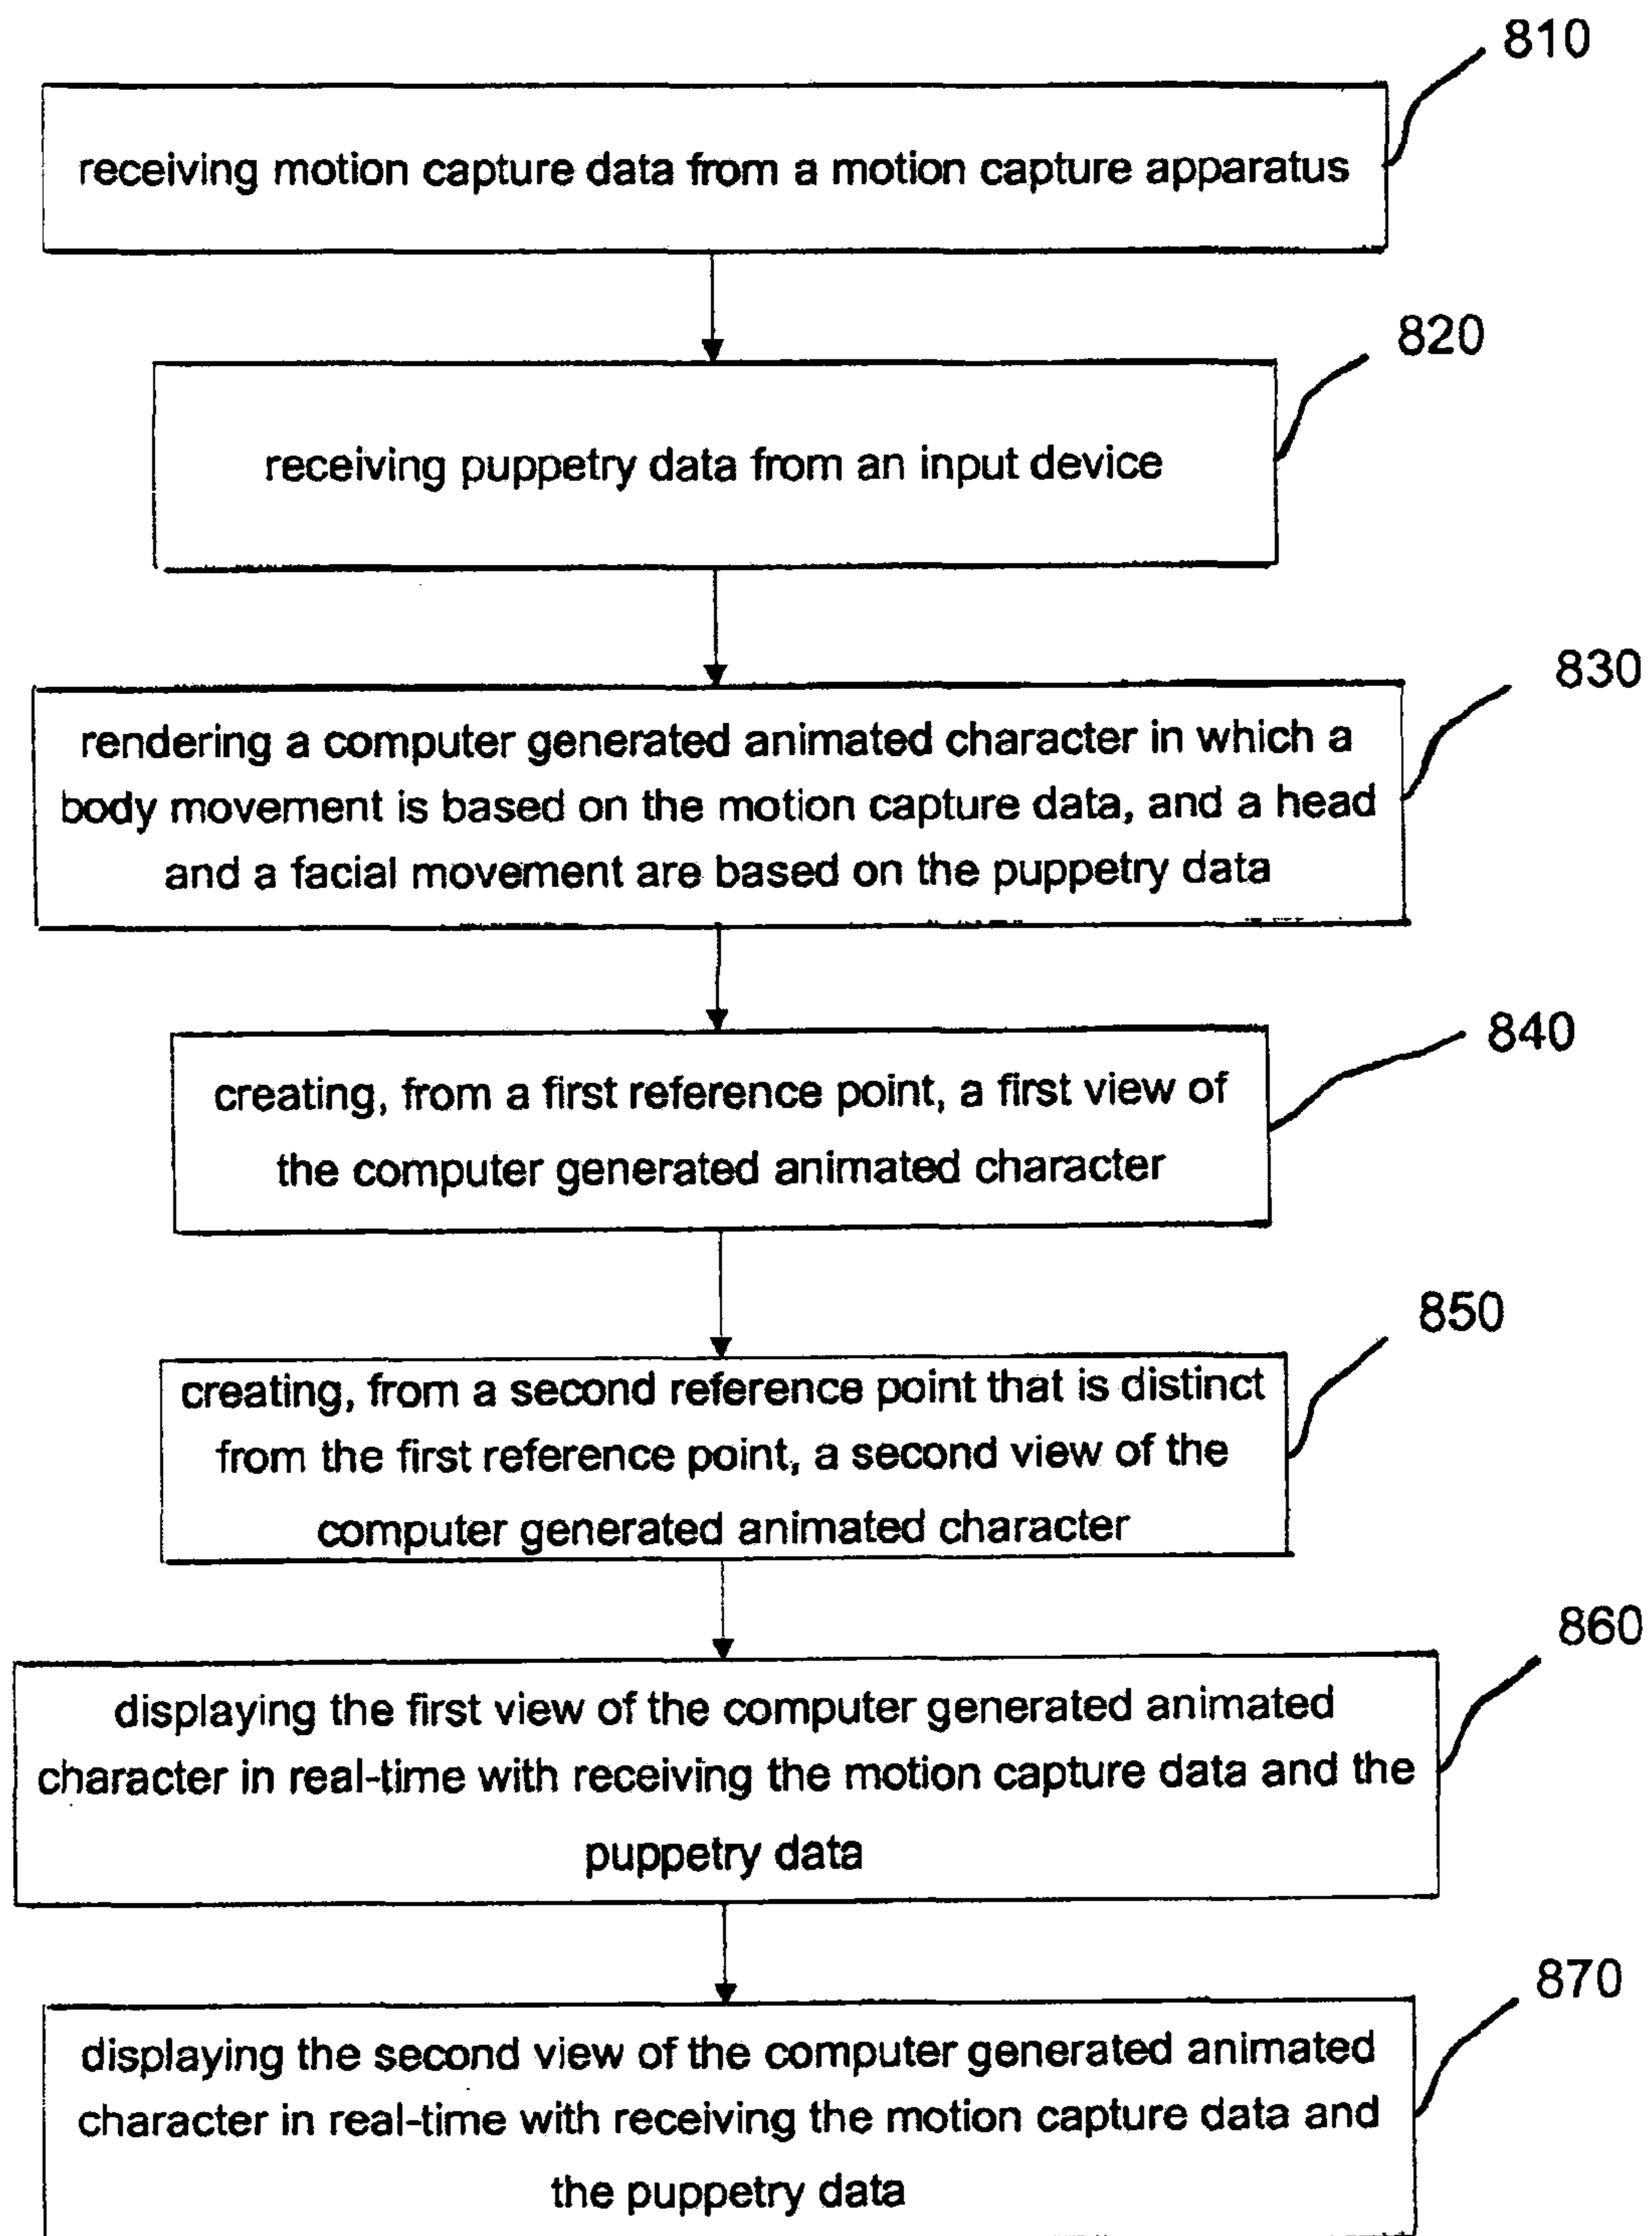 810
receiving motion capture data from a motion capture apparatus
820
receiving puppetry data from an input device
830
rendering a computer generated animated character in which a
body movement is based on the motion capture data, and a head
and a facial movement are based on the puppetry data
840
creating, from a first reference point, a first view of
the computer generated animated character
850
creating, from a second reference point that is distinct
from the first reference point, a second view of the
computer generated animated character
860
displaying the first view of the computer generated animated
character in real-time with receiving the motion capture data and the
puppetry data
870
displaying the second view of the computer generated animated
character in real-time with receiving the motion capture data and
the puppetry data